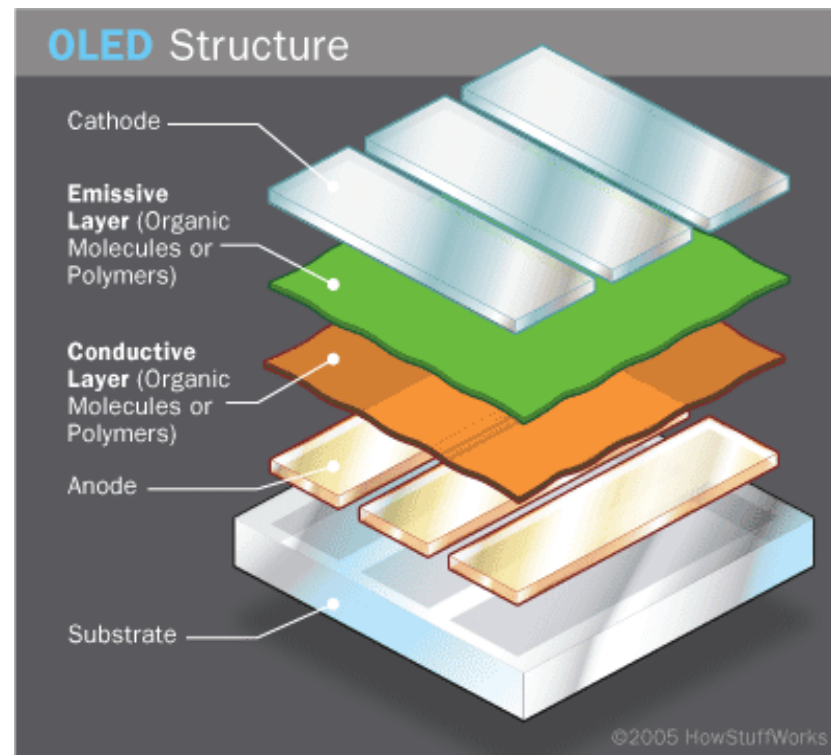 OLED Structure
Cathode
Emissive
Layer (Organic
Molecules or
Polymers)
Conductive
Layer (Organic
Molecules or
Polymers)
Anode
Substrate
©2005 HowStuffWorks